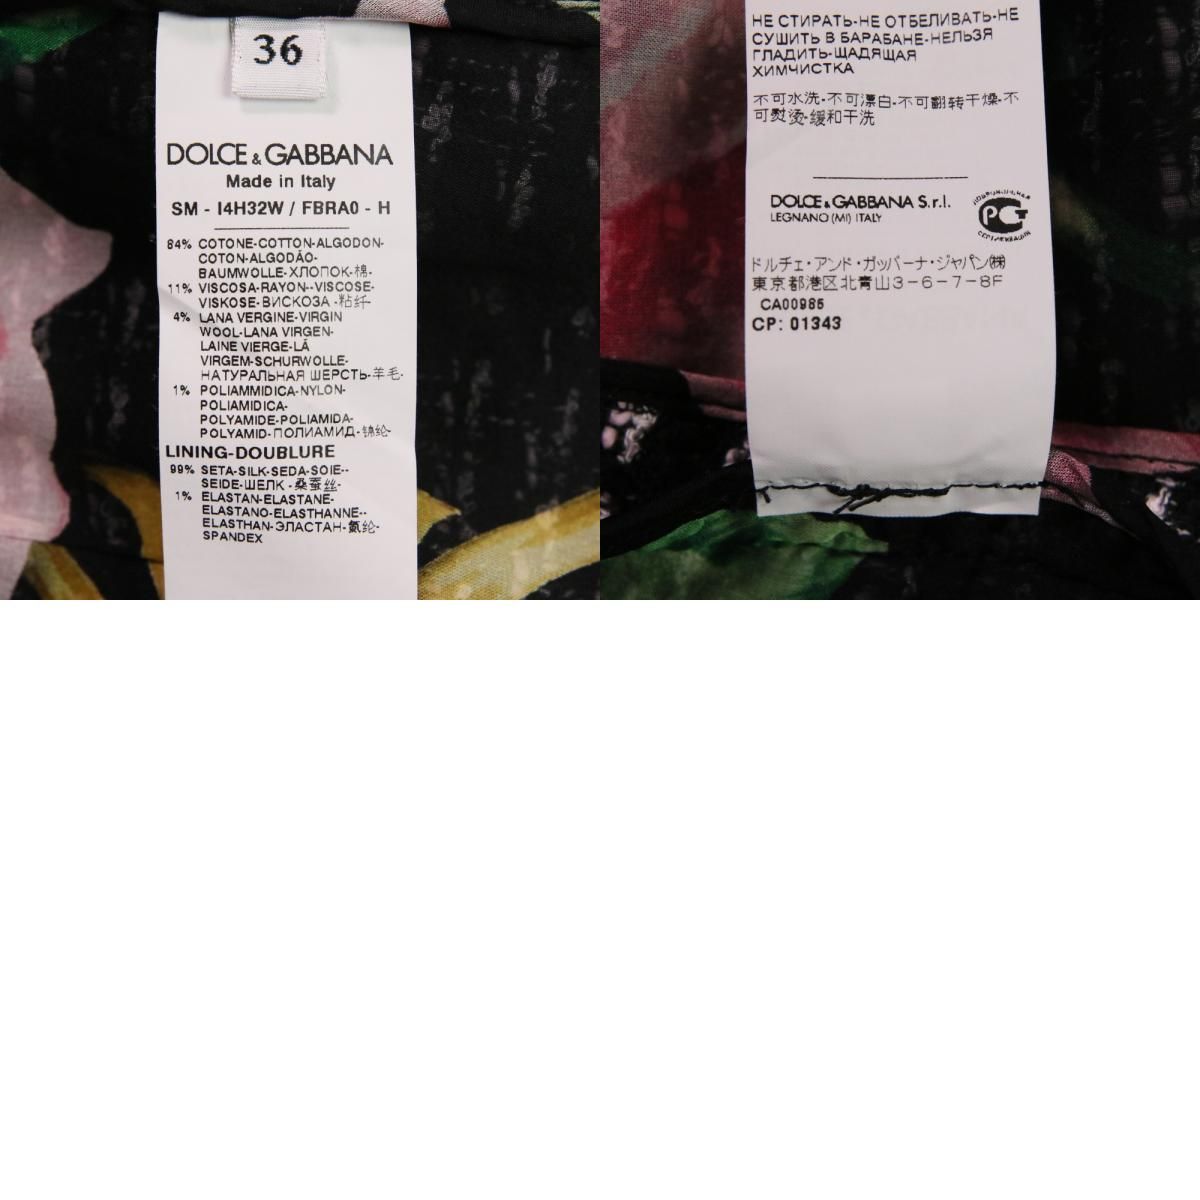 36
DOLCE & GABBANA
Made in Italy
SM - I4H32W / FBRA0 - H
84% COTONE-COTTON-ALGODON-
COTON-ALGODÃO-
BAUMWOLLE-ХЛОПОК-棉-
11% VISCOSA-RAYON--VISCOSE-
VISKOSE-ВИСКОЗА -粘纤-
4% LANA VERGINE-VIRGIN
WOOL-LANA VIRGEN-
LAINE VIERGE-LÃ
VIRGEM-SCHURWOLLE-
НАТУРАЛЬНАЯ ШЕРСТЬ-羊毛-
1% POLIAMMIDICA-NYLON-
POLIAMIDICA-
POLYAMIDE-POLIAMIDA-
POLYAMID-ПОЛИАМИД-锦纶-
LINING-DOUBLURE
99% SETA-SILK-SEDA-SOIE--
SEIDE-ШЕЛК -桑蚕丝-
1% ELASTAN-ELASTANE-
ELASTANO-ELASTHANNE--
ELASTHAN-ЭЛАСТАН-氨纶-
SPANDEX
НЕ СТИРАТЬ-НЕ ОТБЕЛИВАТЬ-НЕ
СУШИТЬ В БАРАБАНЕ-НЕЛЬЗЯ
ГЛАДИТЬ-ЩАДЯЩАЯ
ХИМЧИСТКА
不可水洗-不可漂白-不可翻转干燥-不
可熨烫-缓和干洗
DOLCE & GABBANA S.r.l.
LEGNANO (MI) ITALY
РСТ
ドルチェ・アンド・ガッバーナ・ジャパン㈱
東京都港区北青山3-6-7-8F
CA00985
CP: 01343